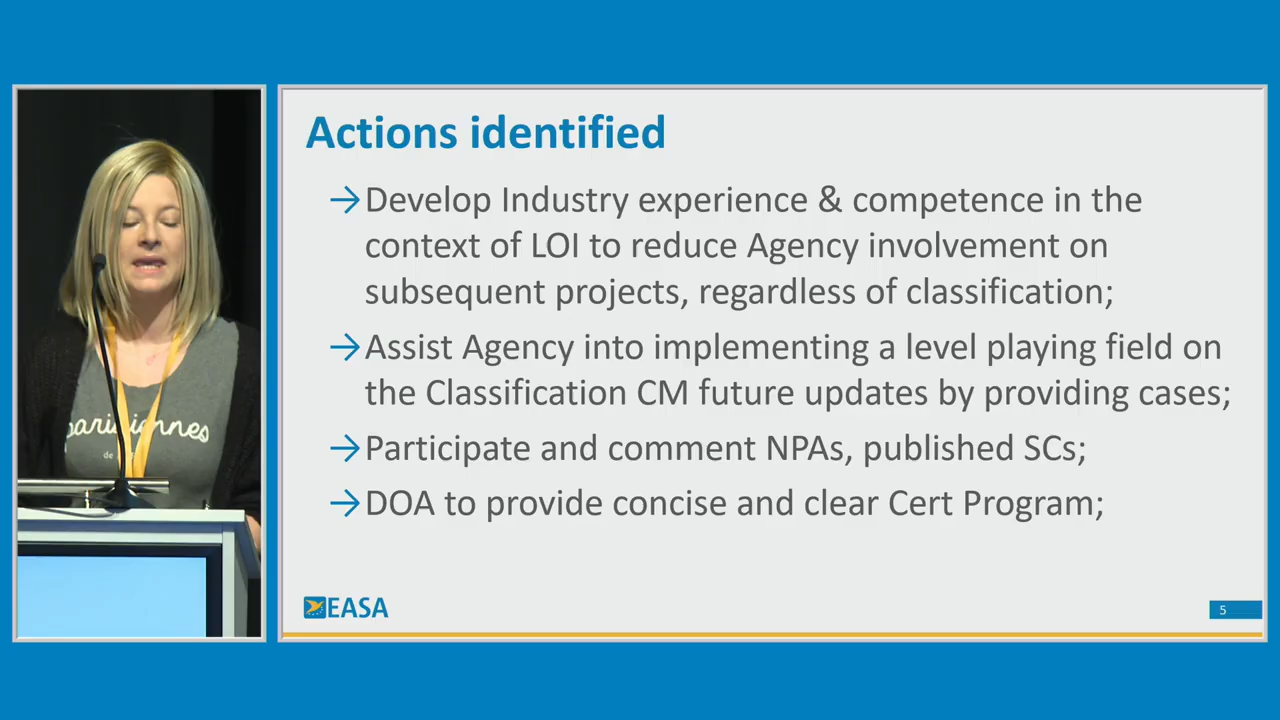 Actions identified
→Develop Industry experience & competence in the
context of LOI to reduce Agency involvement on
subsequent projects, regardless of classification;
→Assist Agency into implementing a level playing field on
the Classification CM future updates by providing cases;
→Participate and comment NPAs, published SCs;
→DOA to provide concise and clear Cert Program;
EASA
5
parisiennes
de